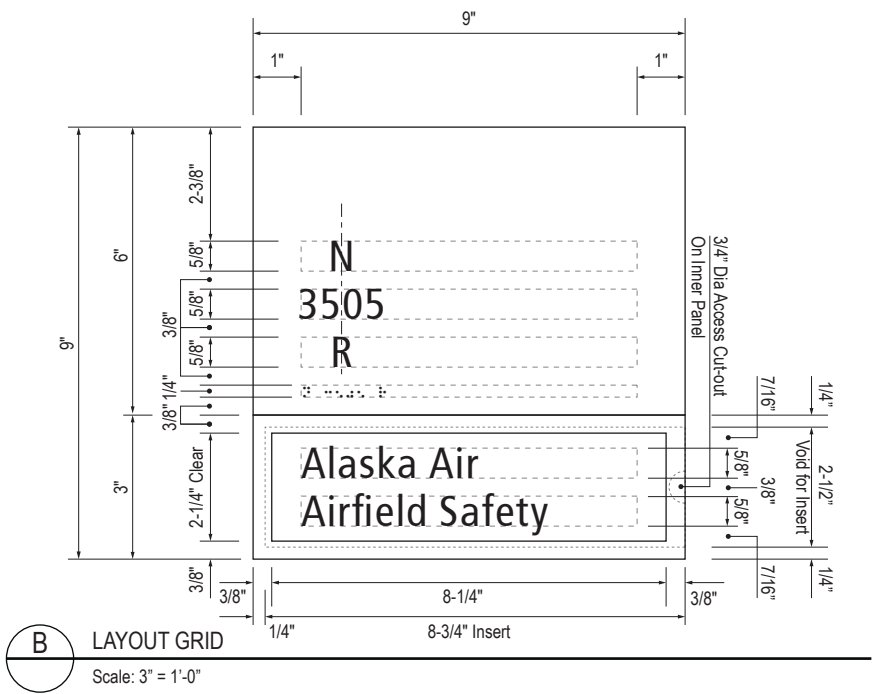 9"
1"
1"
2-3/8"
6"
5/8"
N
3/4" Dia Access Cut-out
On Inner Panel
5/8"
3505
3/8"
9"
5/8"
R
1/4"
3/8"
7/16"
1/4"
Alaska Air
Airfield Safety
3"
2-1/4" Clear
5/8"
3/8"
5/8"
2-1/2"
Void for Insert
3/8"
7/16"
1/4"
3/8"
8-1/4"
3/8"
1/4"
8-3/4" Insert
B
LAYOUT GRID
Scale: 3” = 1’-0”